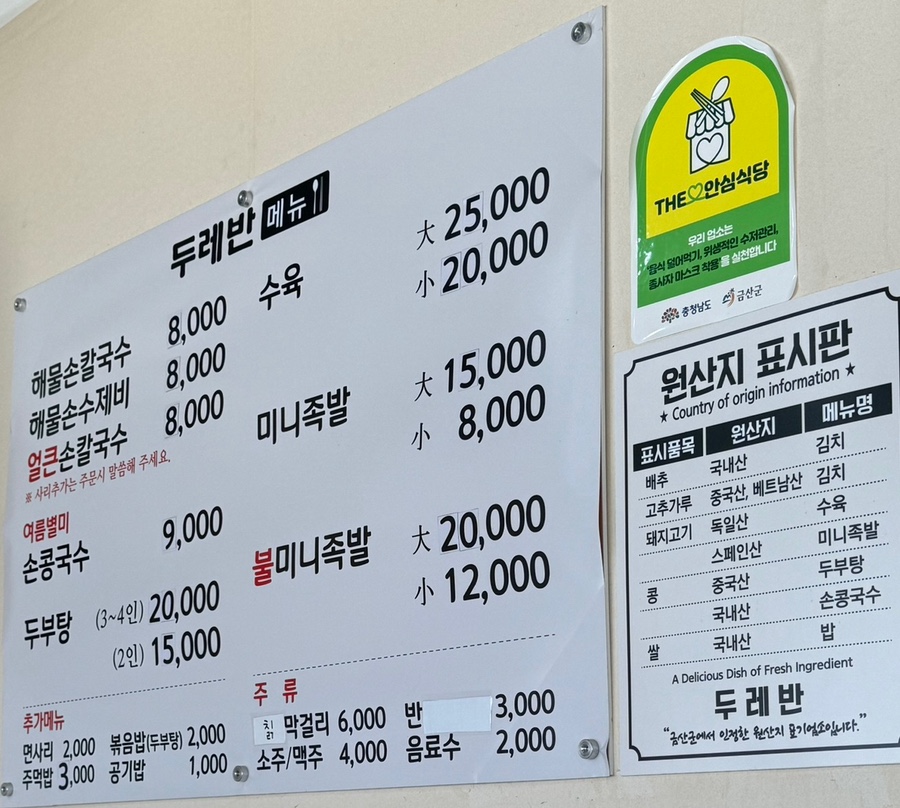 두레반 메뉴
해물손칼국수 8,000
해물손수제비 8,000
얼큰손칼국수 8,000
※ 사리추가는 주문시 말씀해 주세요.
여름별미
손콩국수 9,000
두부탕 (3~4인) 20,000
(2인) 15,000
수육 大 25,000
小 20,000
미니족발 大 15,000
小 8,000
불미니족발 大 20,000
小 12,000
추가메뉴
면사리 2,000 볶음밥(두부탕) 2,000
주먹밥 3,000 공기밥 1,000
주류
칡 막걸리 6,000 반 3,000
소주/맥주 4,000 음료수 2,000
THE 안심식당
우리 업소는
'음식 덜어먹기, 위생적인 수저관리,
종사자 마스크 착용'을 실천합니다
충청남도 금산군
원산지 표시판
★ Country of origin information ★
표시품목 원산지 메뉴명
배추 국내산 김치
고추가루 중국산, 베트남산 김치
돼지고기 독일산 수육
스페인산 미니족발
콩 중국산 두부탕
국내산 손콩국수
쌀 국내산 밥
A Delicious Dish of Fresh Ingredient
두레반
"금산군에서 인정한 원산지 표기업소입니다."